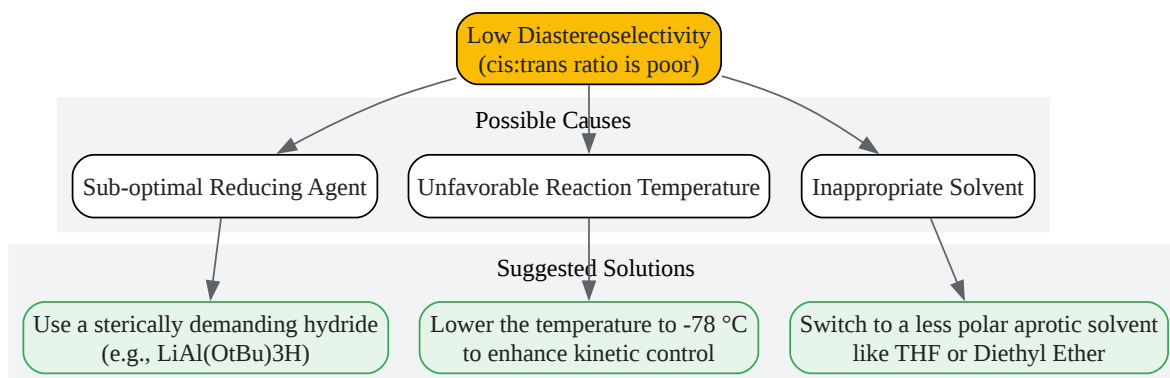 Low Diastereoselectivity
(cis:trans ratio is poor)
Possible Causes
Sub-optimal Reducing Agent
Unfavorable Reaction Temperature
Inappropriate Solvent
Suggested Solutions
Use a sterically demanding hydride
(e.g., LiAl(OtBu)3H)
Lower the temperature to -78 °C
to enhance kinetic control
Switch to a less polar aprotic solvent
like THF or Diethyl Ether